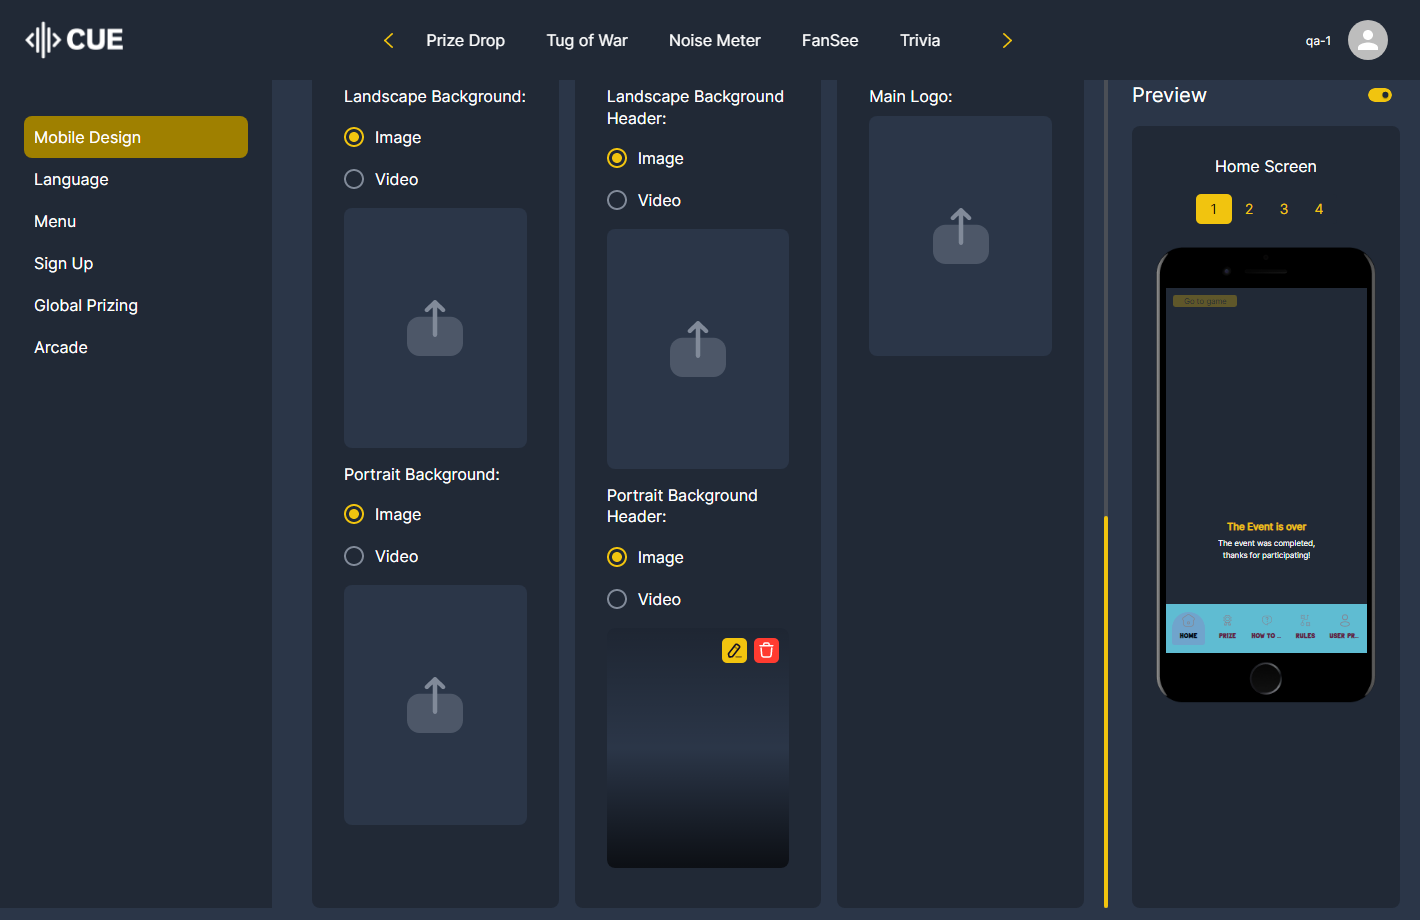 CUE
Prize Drop
Tug of War
Noise Meter
FanSee
Trivia
qa-1
Mobile Design
Language
Menu
Sign Up
Global Prizing
Arcade
Landscape Background:
Image
Video
Portrait Background:
Image
Video
Landscape Background
Header:
Image
Video
Portrait Background
Header:
Image
Video
Main Logo:
Preview
Home Screen
1 2 3 4
Go to game
The Event is over
The event was completed,
thanks for participating!
HOME
PRIZE
HOW TO ...
RULES
USER PR...